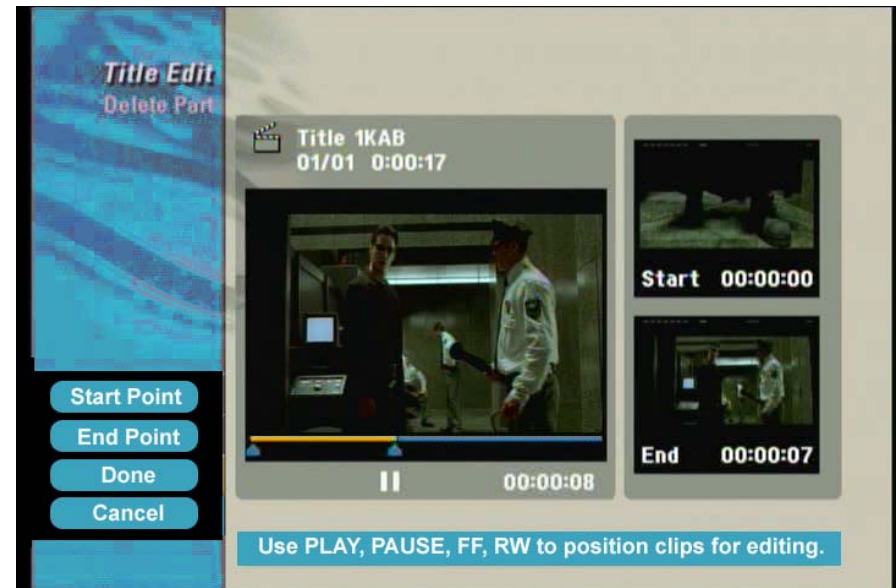 Title Edit
Delete Part
Title 1KAB
01/01 0:00:17
00:00:08
Start 00:00:00
End 00:00:07
Start Point
End Point
Done
Cancel
Use PLAY, PAUSE, FF, RW to position clips for editing.